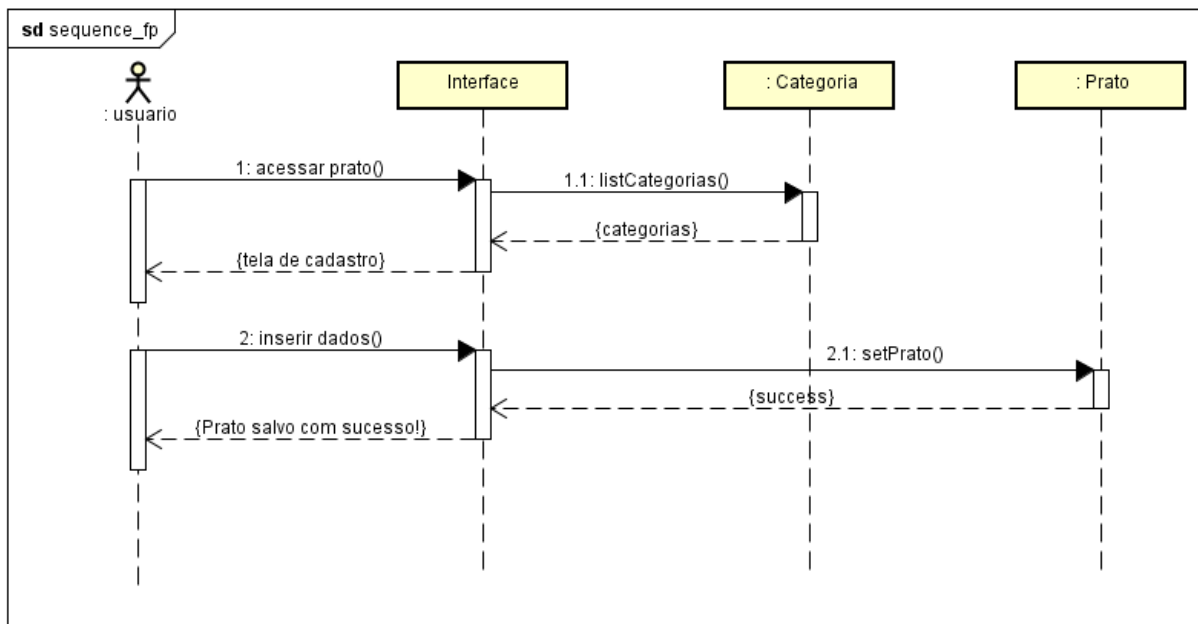 sd sequence_fp
: usuario
Interface
: Categoria
: Prato
1: acessar prato()
1.1: listCategorias()
{categorias}
{tela de cadastro}
2: inserir dados()
2.1: setPrato()
{success}
{Prato salvo com sucesso!}